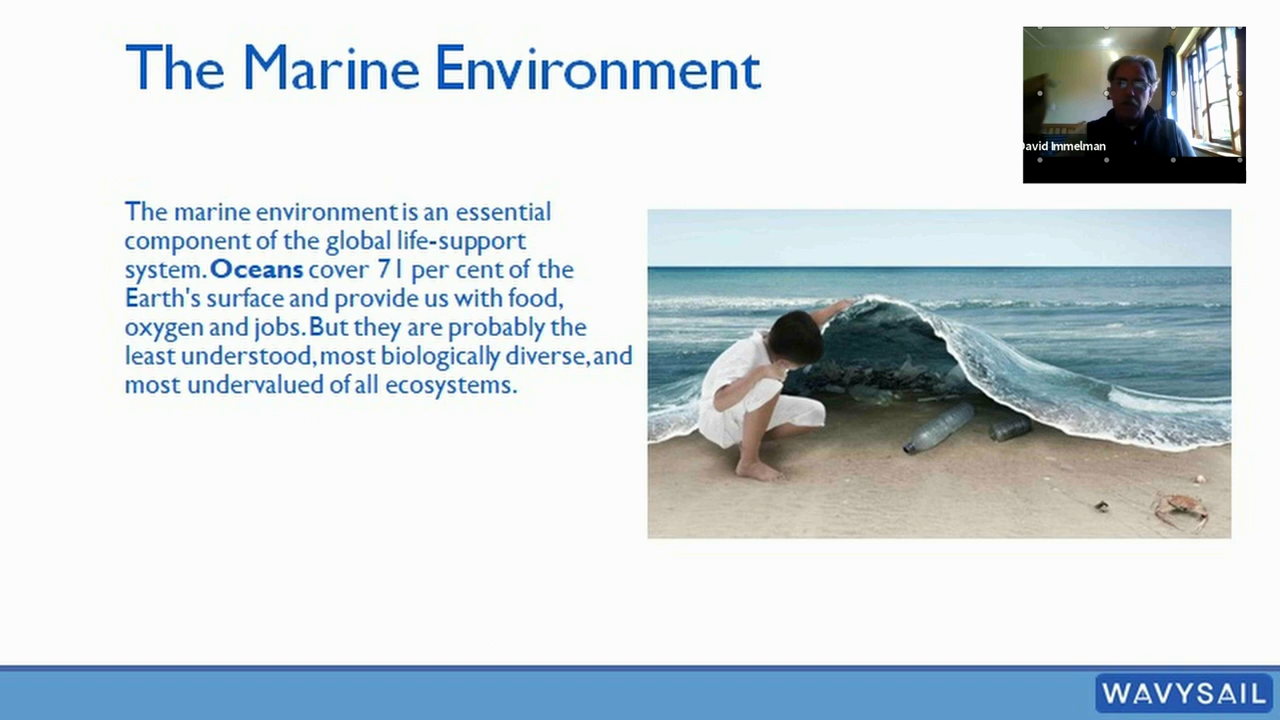 The Marine Environment
David Immelman
The marine environment is an essential
component of the global life-support
system. Oceans cover 71 per cent of the
Earth's surface and provide us with food,
oxygen and jobs. But they are probably the
least understood, most biologically diverse, and
most undervalued of all ecosystems.
WAVYSAIL